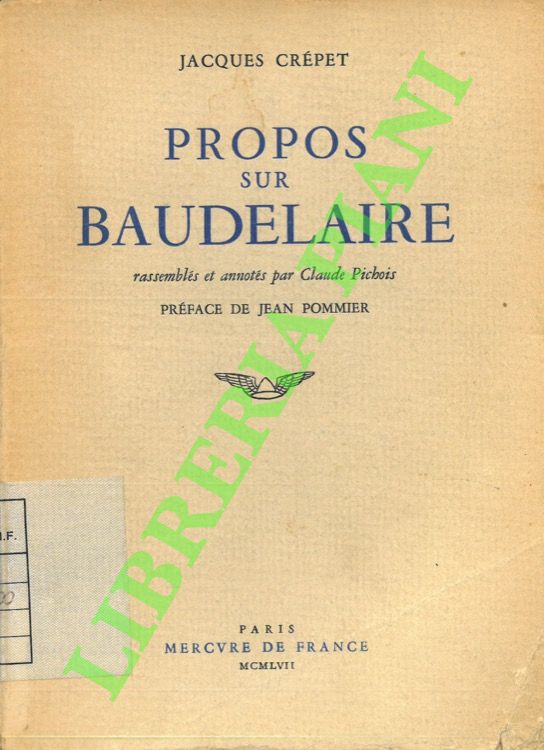 JACQUES CRÉPET
PROPOS
SUR
BAUDELAIRE
rassemblés et annotés par Claude Pichois
PRÉFACE DE JEAN POMMIER
PARIS
MERCVRE DE FRANCE
MCMLVII
LIBRERIA PIANI